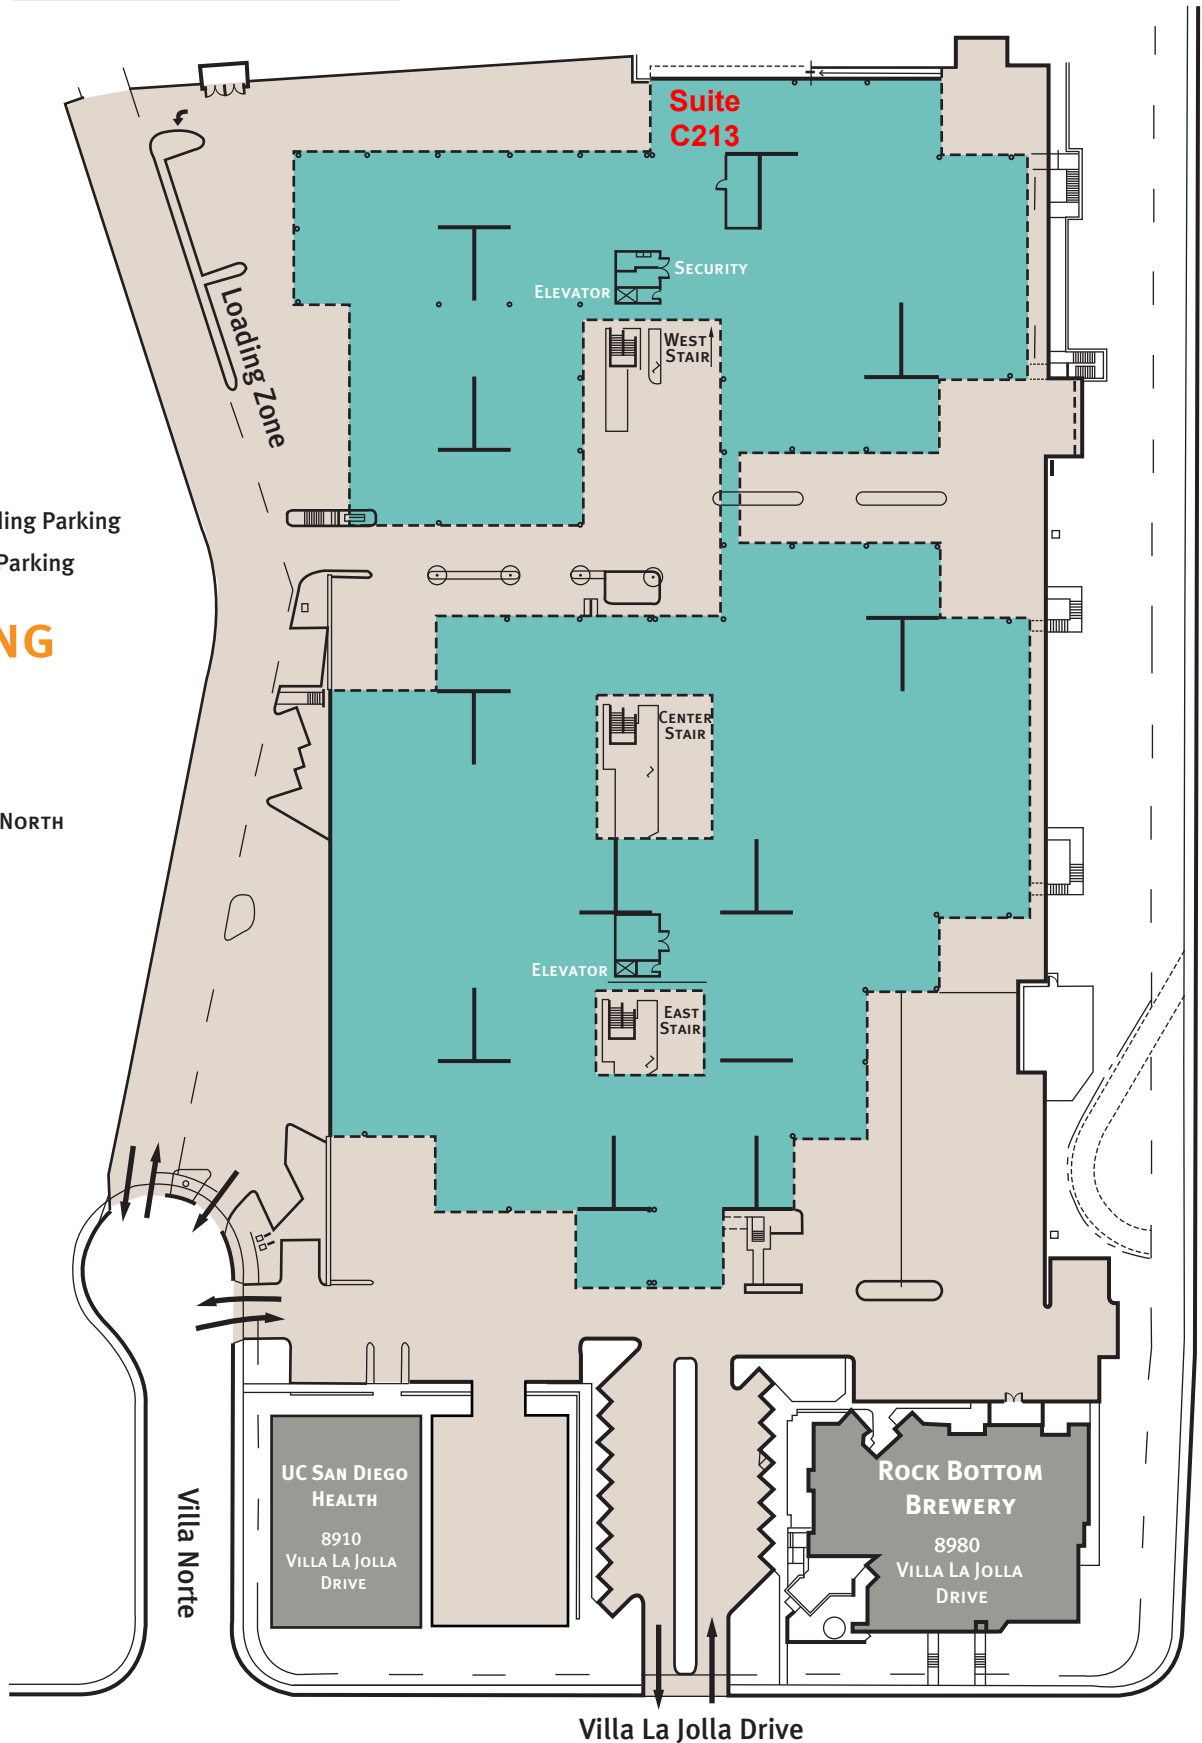 Suite
C213
SECURITY
ELEVATOR
WEST
STAIR
Loading Zone
ling Parking
Parking
NG
CENTER
STAIR
NORTH
ELEVATOR
EAST
STAIR
UC SAN DIEGO
HEALTH
8910
VILLA LA JOLLA
DRIVE
ROCK BOTTOM
BREWERY
8980
VILLA LA JOLLA
DRIVE
Villa Norte
Villa La Jolla Drive